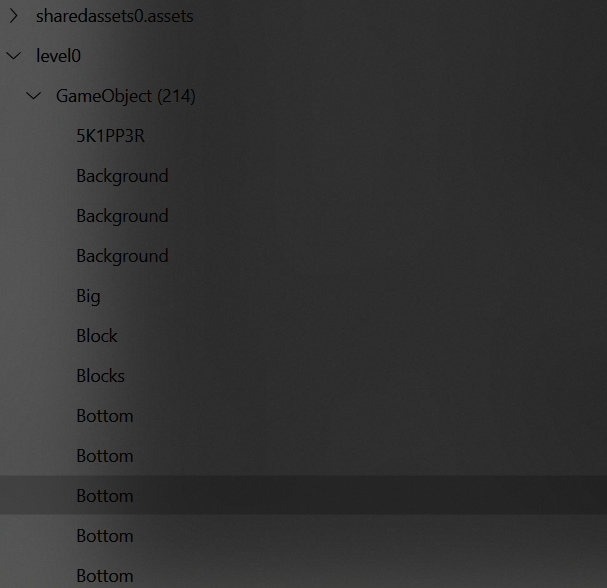 sharedassets0.assets
level0
GameObject (214)
5K1PP3R
Background
Background
Background
Big
Block
Blocks
Bottom
Bottom
Bottom
Bottom
Bottom